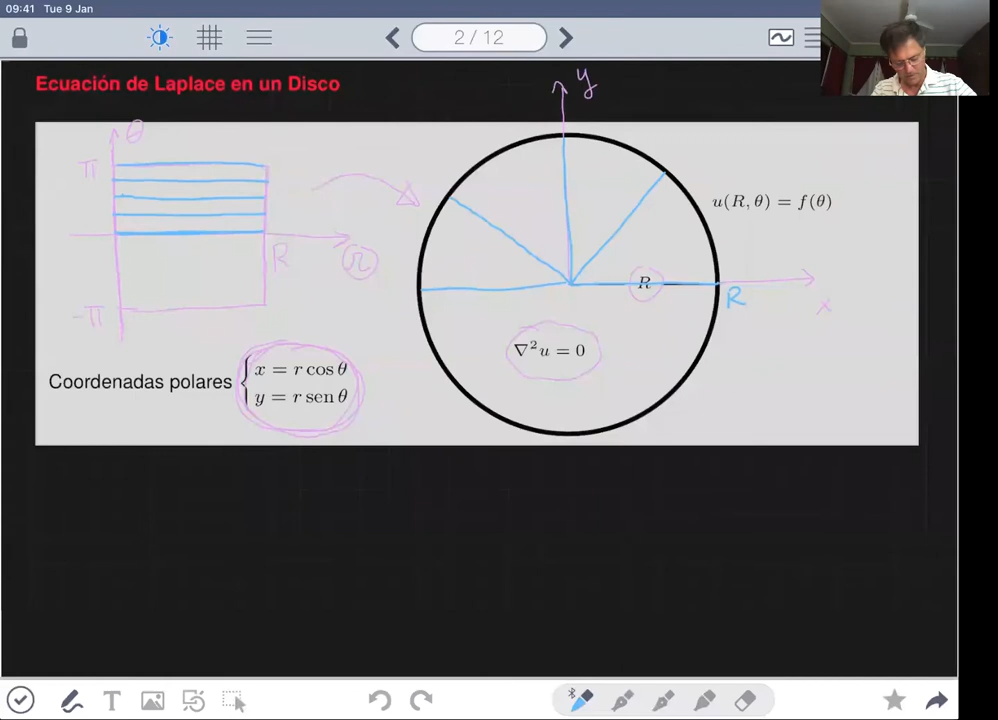 09:41 Tue 9 Jan
2 / 12
Ecuación de Laplace en un Disco
y
θ
π
u(R, θ) = f(θ)
R
r
R
R
x
-π
∇²u = 0
Coordenadas polares { x = r cos θ
y = r sen θ
T